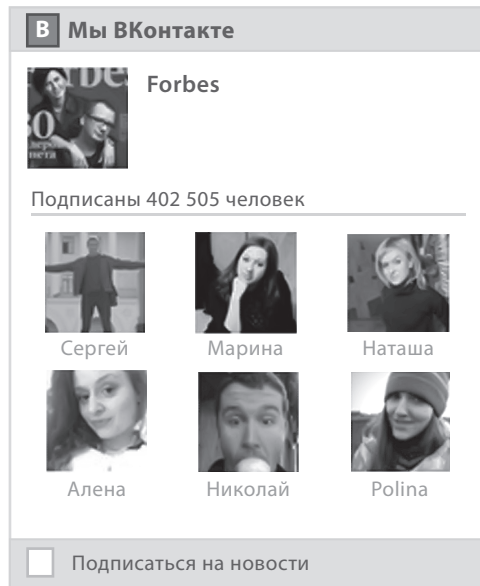 B Мы ВКонтакте
Forbes
Подписаны 402 505 человек
Сергей Марина Наташа
Алена Николай Polina
Подписаться на новости